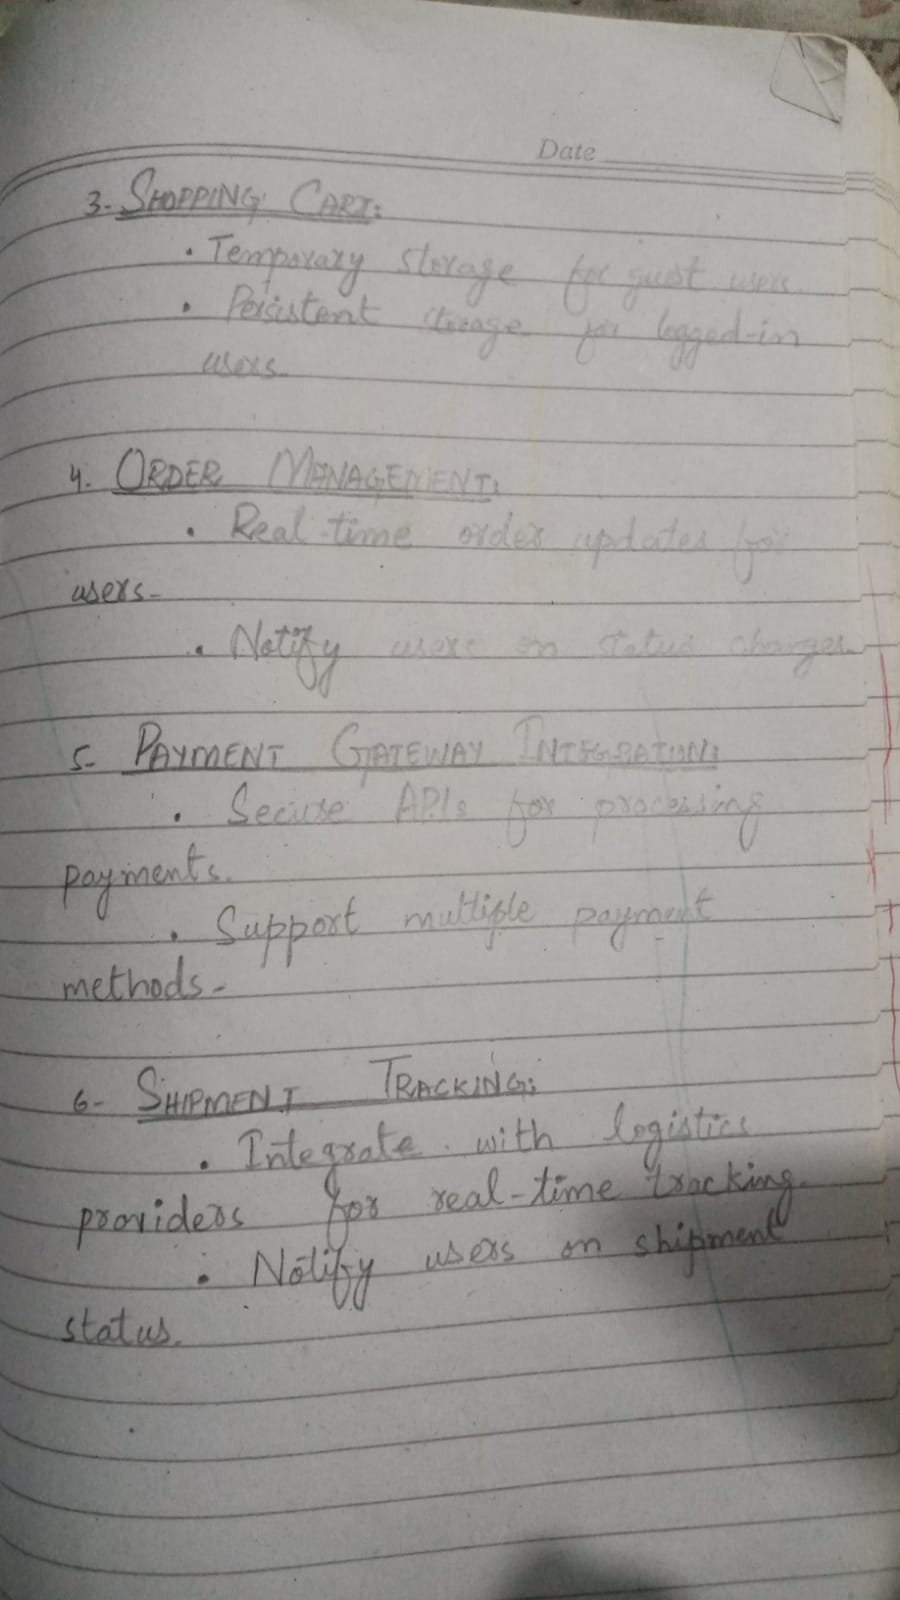 Date
3- SHOPPING CART:
• Temporary storage for guest users.
• Persistent storage for logged-in
users.
4. ORDER MANAGEMENT:
• Real-time order updates for
users.
• Notify users on status changes.
5- PAYMENT GATEWAY INTEGRATION:
• Secure APIs for processing
payments.
• Support multiple payment
methods.
6- SHIPMENT TRACKING:
• Integrate with logistics
providers for real-time tracking.
• Notify users on shipment
status.